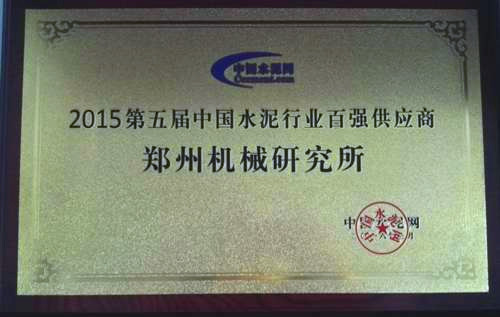 中国水泥网
2015第五届中国水泥行业百强供应商
郑州机械研究所
中国水泥网